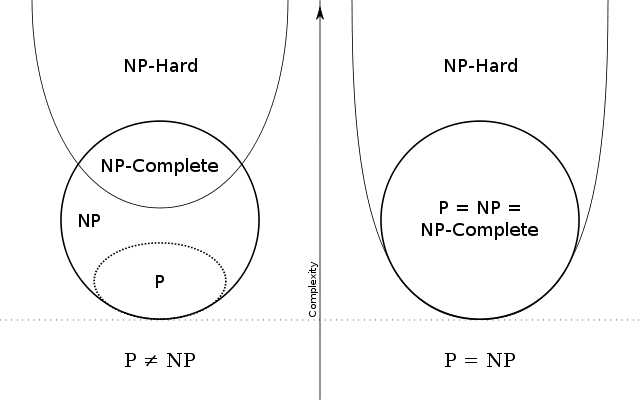 NP-Hard
NP-Complete
NP
P
P ≠ NP
Complexity
NP-Hard
P = NP =
NP-Complete
P = NP